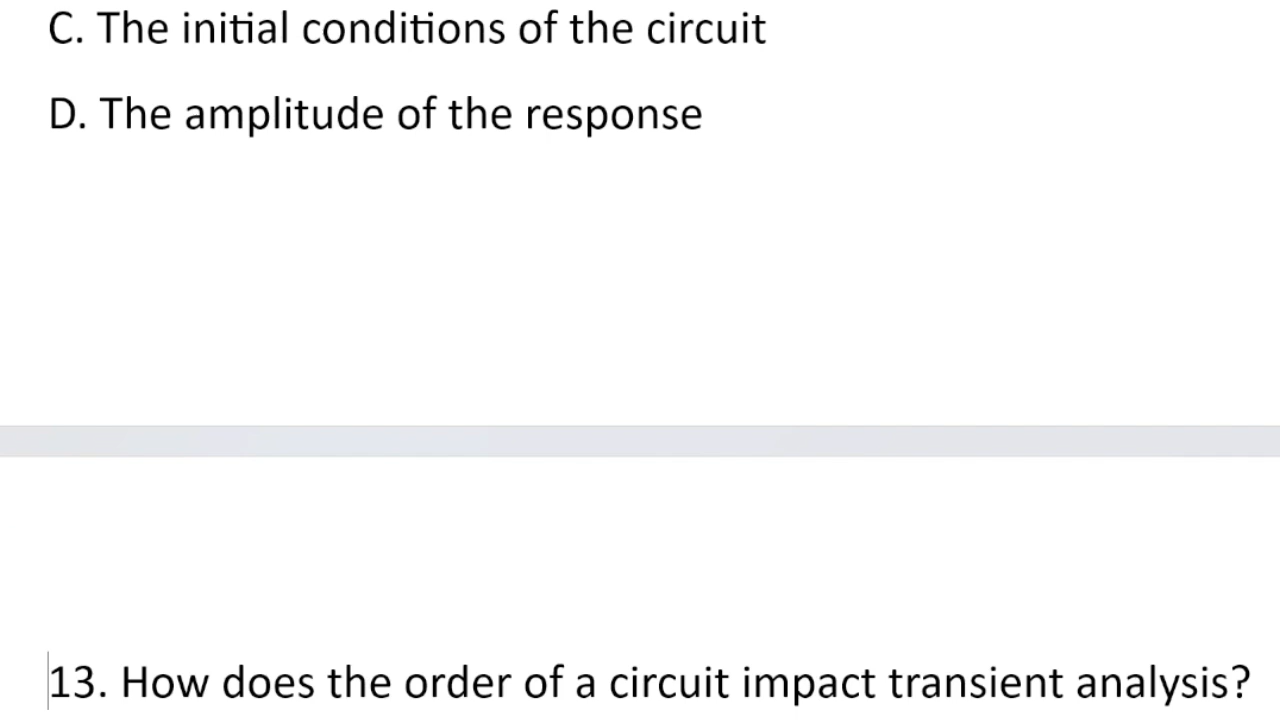 C. The initial conditions of the circuit
D. The amplitude of the response
13. How does the order of a circuit impact transient analysis?